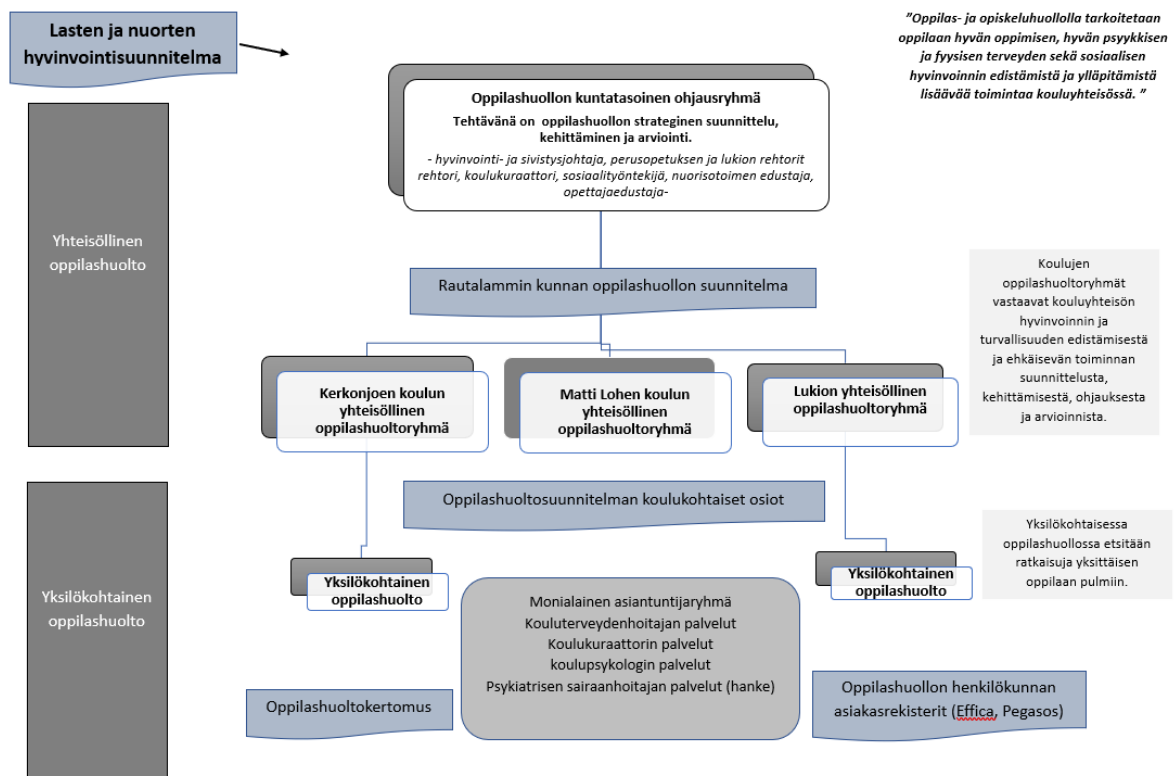 Lasten ja nuorten
hyvinvointisuunnitelma
"Oppilas- ja opiskeluhuollolla tarkoitetaan
oppilaan hyvän oppimisen, hyvän psyykkisen
ja fyysisen terveyden sekä sosiaalisen
hyvinvoinnin edistämistä ja ylläpitämistä
lisäävää toimintaa kouluyhteisössä. "
Oppilashuollon kuntatasoinen ohjausryhmä
Tehtävänä on oppilashuollon strateginen suunnittelu,
kehittäminen ja arviointi.
- hyvinvointi- ja sivistysjohtaja, perusopetuksen ja lukion rehtorit
rehtori, koulukuraattori, sosiaalityöntekijä, nuorisotoimen edustaja,
opettajaedustaja-
Yhteisöllinen
oppilashuolto
Rautalammin kunnan oppilashuollon suunnitelma
Koulujen
oppilashuoltoryhmät
vastaavat kouluyhteisön
hyvinvoinnin ja
turvallisuuden edistämisestä
ja ehkäisevän toiminnan
suunnittelusta,
kehittämisestä, ohjauksesta
ja arvioinnista.
Kerkonjoen koulun
yhteisöllinen
oppilashuoltoryhmä
Matti Lohen koulun
yhteisöllinen
oppilashuoltoryhmä
Lukion yhteisöllinen
oppilashuoltoryhmä
Oppilashuoltosuunnitelman koulukohtaiset osiot
Yksilökohtainen
oppilashuolto
Yksilökohtainen
oppilashuolto
Yksilökohtainen
oppilashuolto
Yksilökohtaisessa
oppilashuollossa etsitään
ratkaisuja yksittäisen
oppilaan pulmiin.
Monialainen asiantuntijaryhmä
Kouluterveydenhoitajan palvelut
Koulukuraattorin palvelut
koulupsykologin palvelut
Psykiatrisen sairaanhoitajan palvelut (hanke)
Oppilashuoltokertomus
Oppilashuollon henkilökunnan
asiakasrekisterit (Effica, Pegasos)